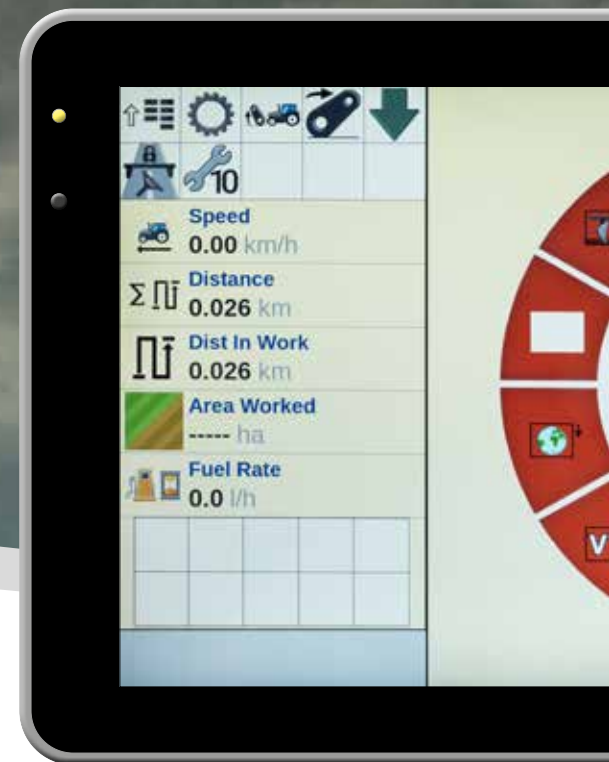 10
Speed
0.00 km/h
Distance
Σ 0.026 km
Dist In Work
0.026 km
Area Worked
----- ha
Fuel Rate
0.0 l/h
V